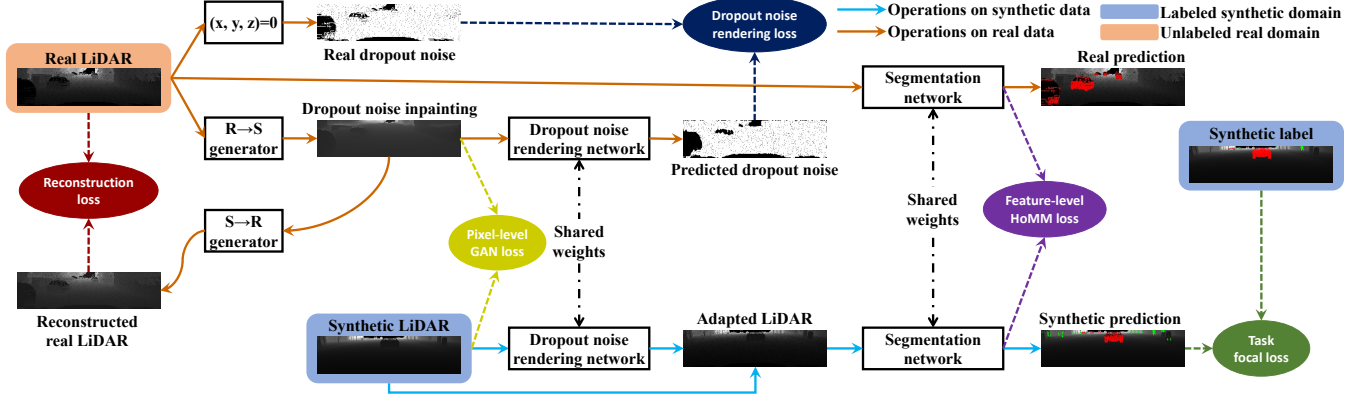 (x, y, z)=0
Real dropout noise
Dropout noise
rendering loss
Operations on synthetic data
Operations on real data
Labeled synthetic domain
Unlabeled real domain
Real LiDAR
Segmentation
network
Real prediction
R→S
generator
Dropout noise inpainting
Dropout noise
rendering network
Predicted dropout noise
Synthetic label
Reconstruction
loss
S→R
generator
Pixel-level
GAN loss
Shared
weights
Shared
weights
Feature-level
HoMM loss
Reconstructed
real LiDAR
Synthetic LiDAR
Dropout noise
rendering network
Adapted LiDAR
Segmentation
network
Synthetic prediction
Task
focal loss